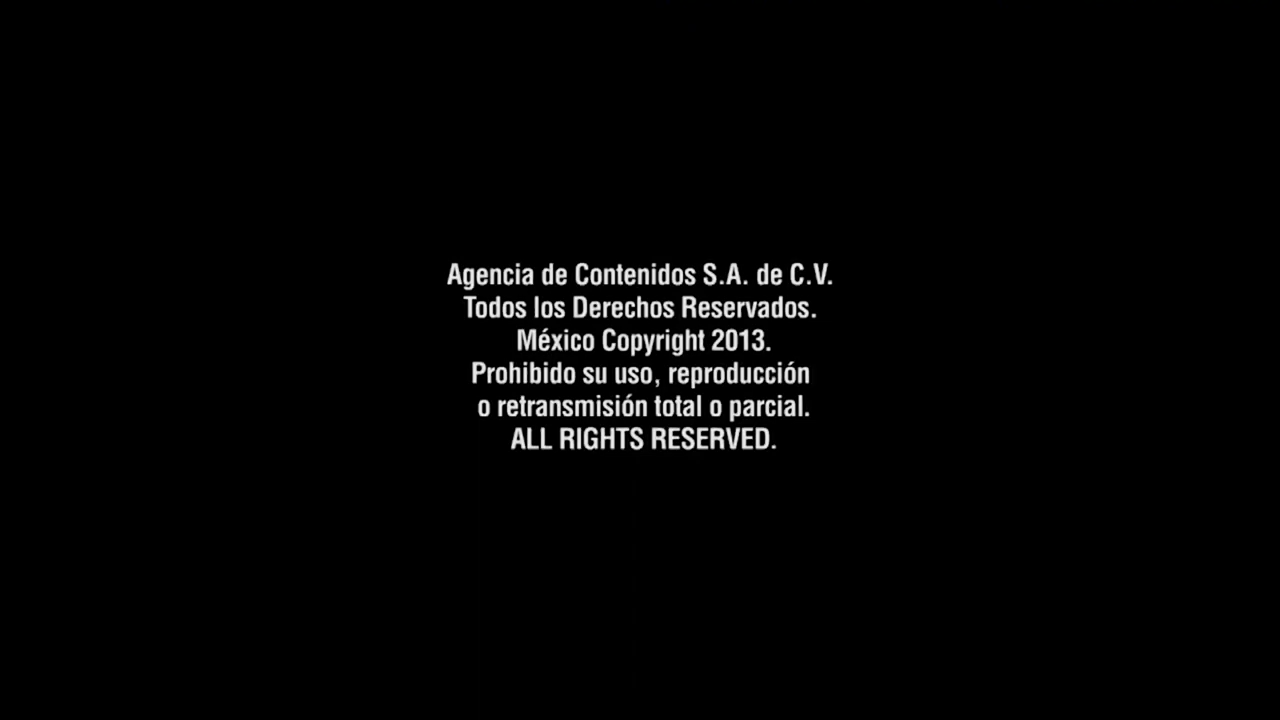 Agencia de Contenidos S.A. de C.V.
Todos los Derechos Reservados.
México Copyright 2013.
Prohibido su uso, reproducción
o retransmisión total o parcial.
ALL RIGHTS RESERVED.